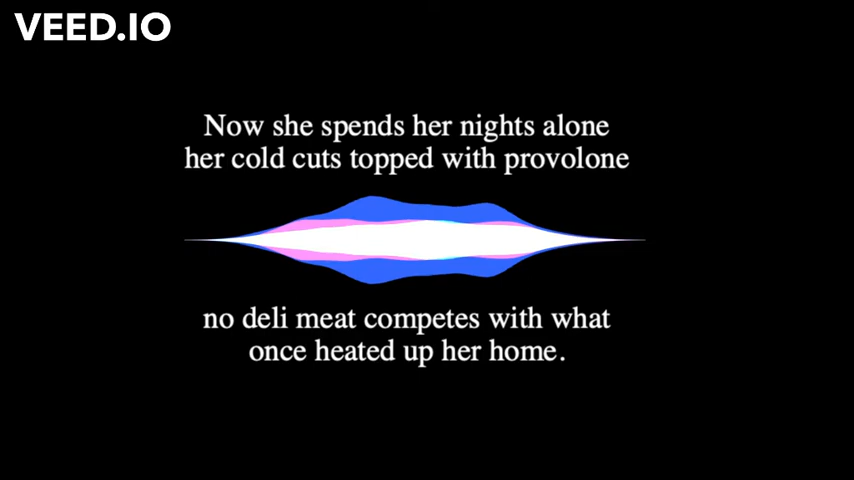 VEED.IO
Now she spends her nights alone
her cold cuts topped with provolone
no deli meat competes with what
once heated up her home.